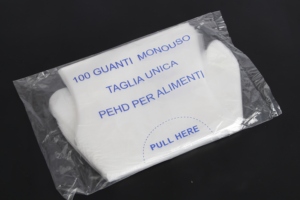 100 GUANTI MONOUSO
TAGLIA UNICA
PEHD PER ALIMENTI
PULL HERE